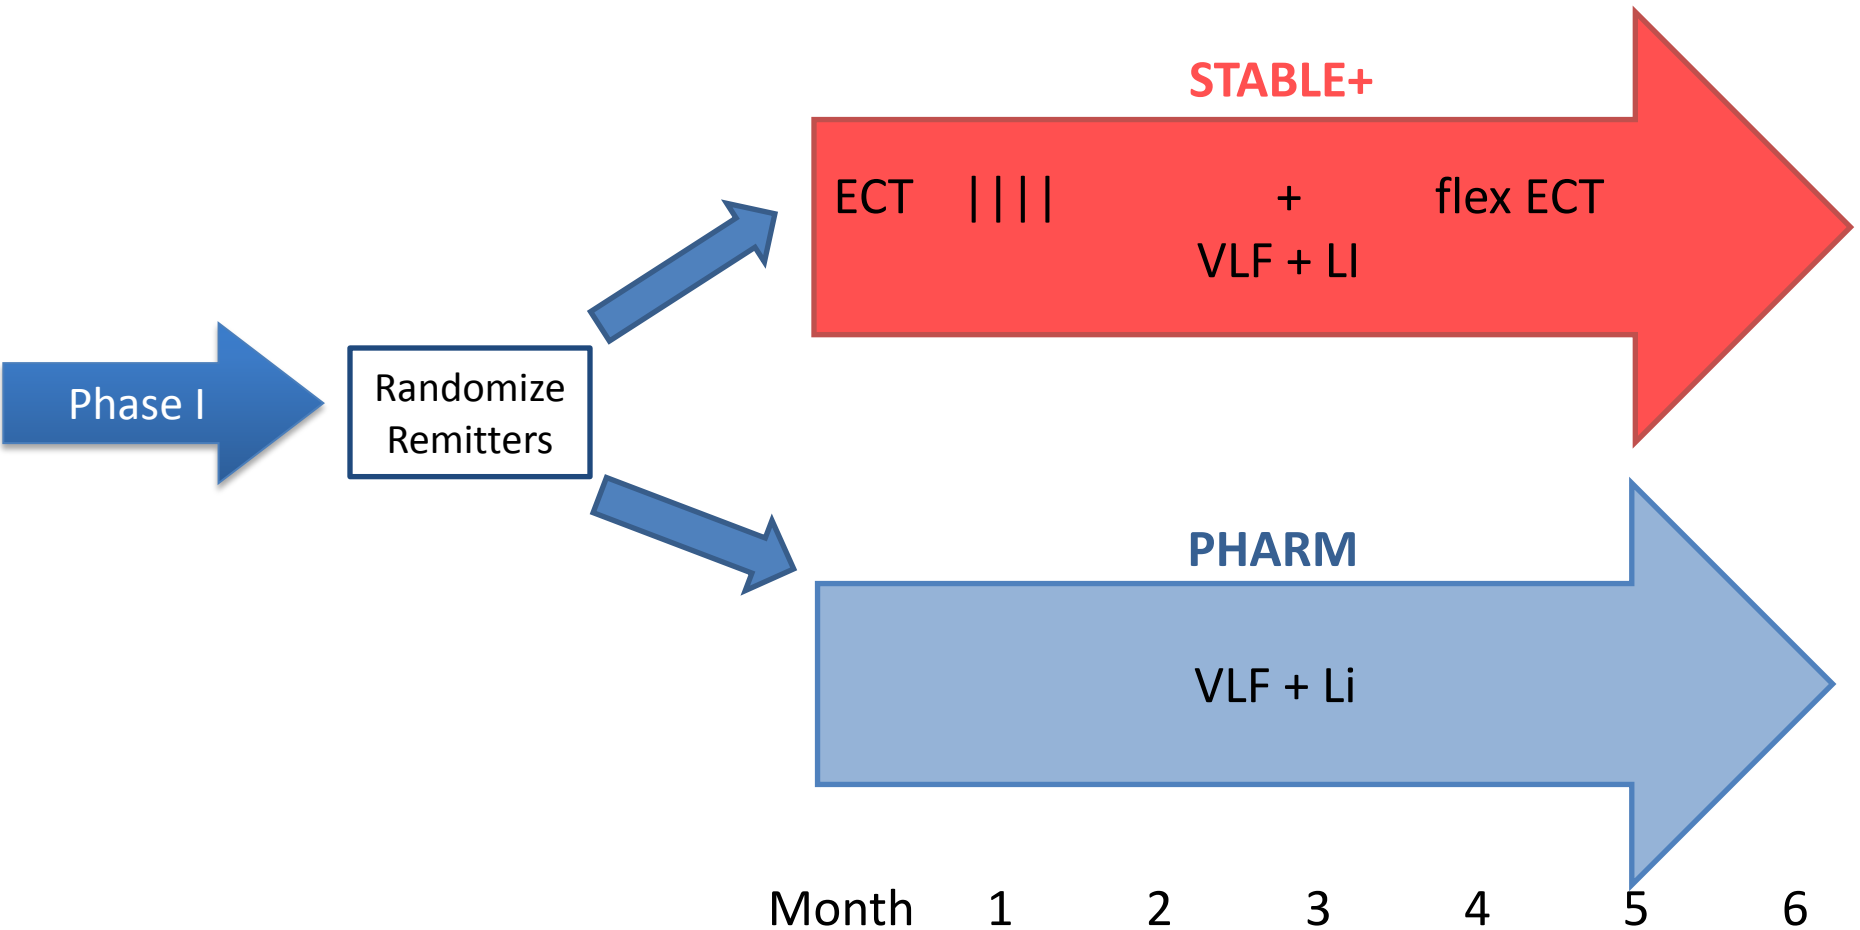 Phase I
Randomize
Remitters
STABLE+
ECT | | | | + flex ECT
VLF + LI
PHARM
VLF + Li
Month 1 2 3 4 5 6